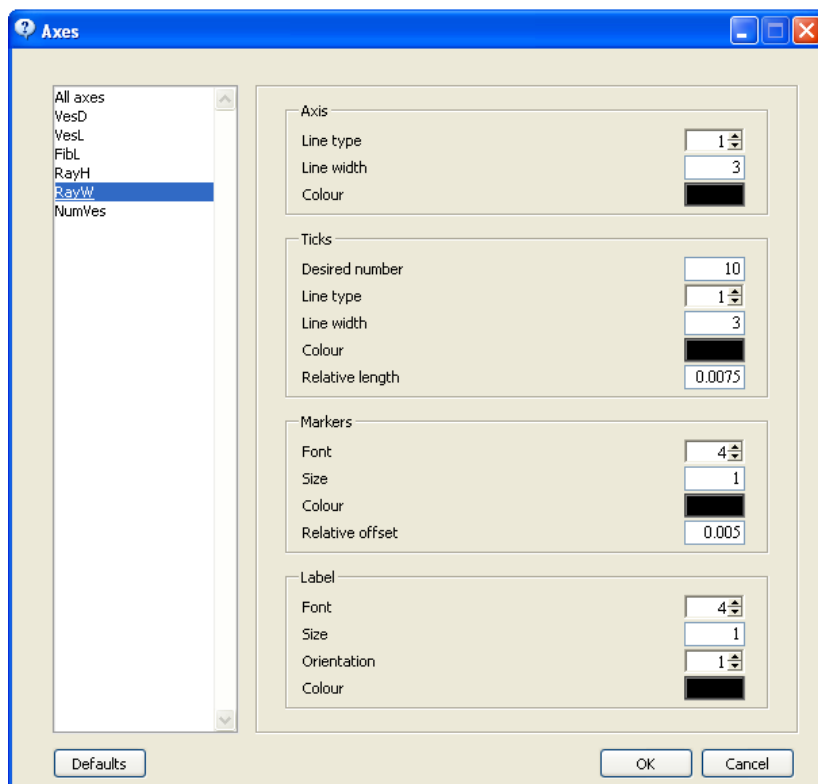 Axes
All axes
VesD
VesL
FibL
RayH
RayW
NumVes
Axis
Line type 1
Line width 3
Colour
Ticks
Desired number 10
Line type 1
Line width 3
Colour
Relative length 0.0075
Markers
Font 4
Size 1
Colour
Relative offset 0.005
Label
Font 4
Size 1
Orientation 1
Colour
Defaults OK Cancel